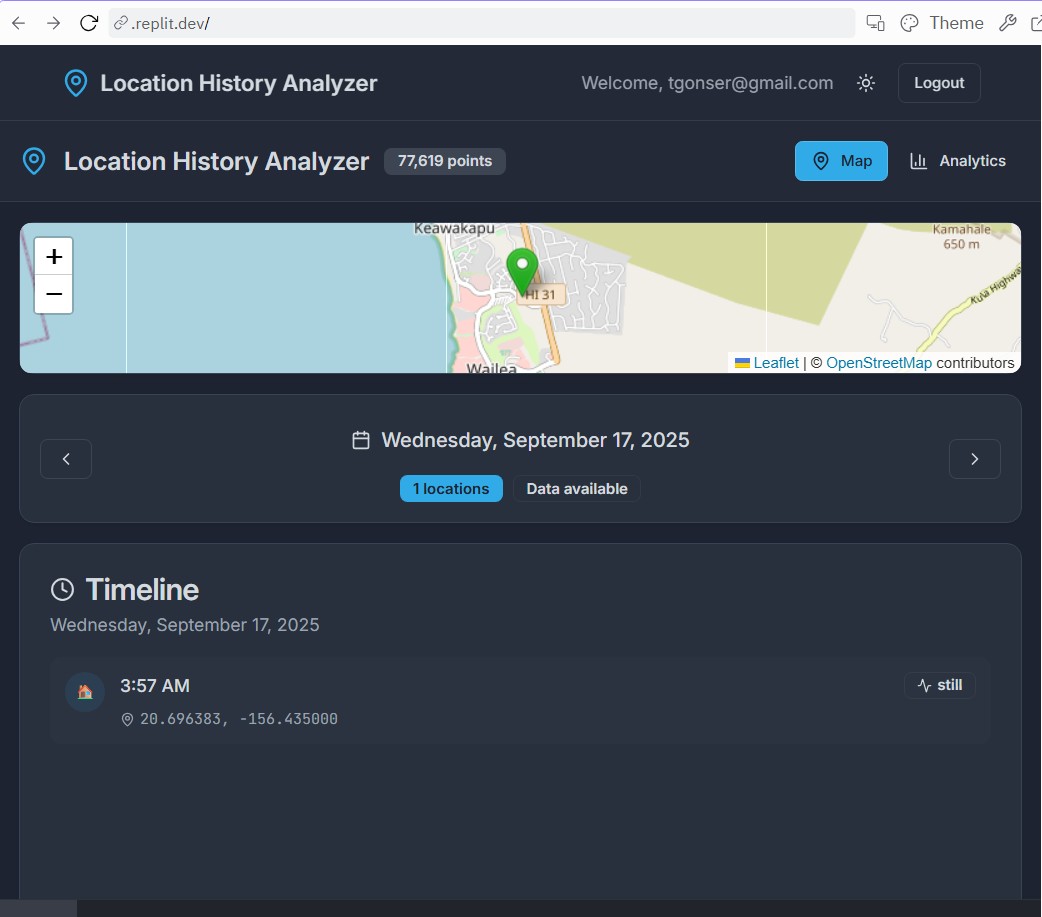 .replit.dev/
Theme
Location History Analyzer
Welcome, tgonser@gmail.com
Logout
Location History Analyzer
77,619 points
Map
Analytics
+
−
Keawakapu
HI 31
Wailea
Kamahale
650 m
Kula Highway
Leaflet | © OpenStreetMap contributors
Wednesday, September 17, 2025
1 locations
Data available
Timeline
Wednesday, September 17, 2025
3:57 AM
still
20.696383, -156.435000